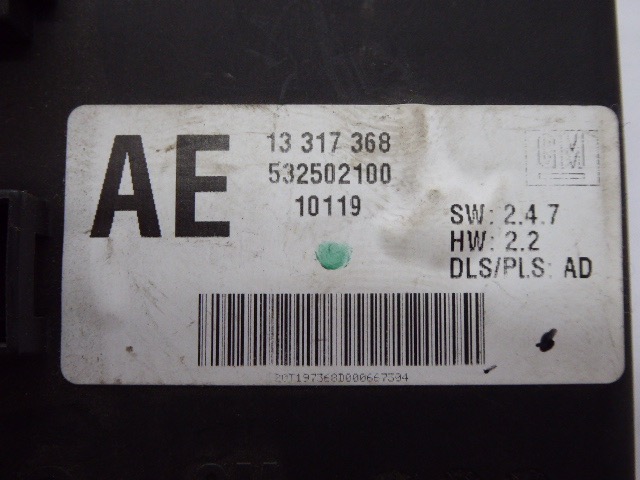 AE
13 317 368
532502100
10119
GM
SW: 2.4.7
HW: 2.2
DLS/PLS: AD